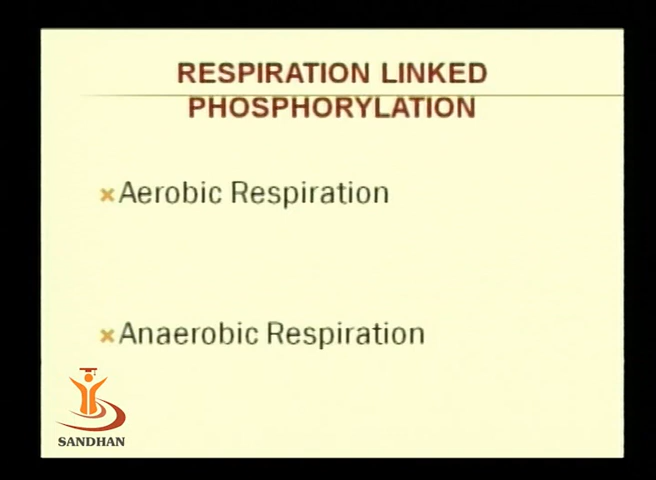 RESPIRATION LINKED
PHOSPHORYLATION
Aerobic Respiration
Anaerobic Respiration
SANDHAN